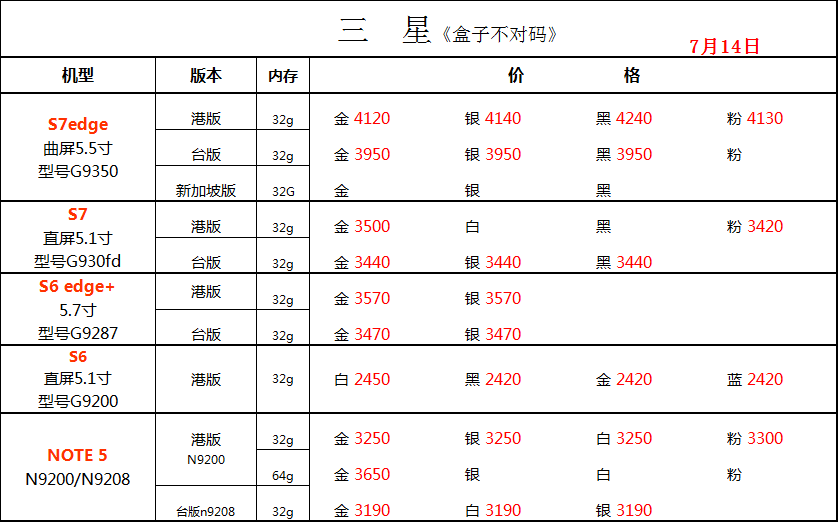 三 星《盒子不对码》
7月14日
机型 版本 内存 价 格
S7edge
曲屏5.5寸
型号G9350
港版 32g 金 4120 银 4140 黑 4240 粉 4130
台版 32g 金 3950 银 3950 黑 3950 粉
新加坡版 32G 金 银 黑
S7
直屏5.1寸
型号G930fd
港版 32g 金 3500 白 黑 粉 3420
台版 32g 金 3440 银 3440 黑 3440
S6 edge+
5.7寸
型号G9287
港版 32g 金 3570 银 3570
台版 32g 金 3470 银 3470
S6
直屏5.1寸
型号G9200
港版 32g 白 2450 黑 2420 金 2420 蓝 2420
NOTE 5
N9200/N9208
港版
N9200
32g 金 3250 银 3250 白 3250 粉 3300
64g 金 3650 银 白 粉
台版n9208 32g 金 3190 白 3190 银 3190